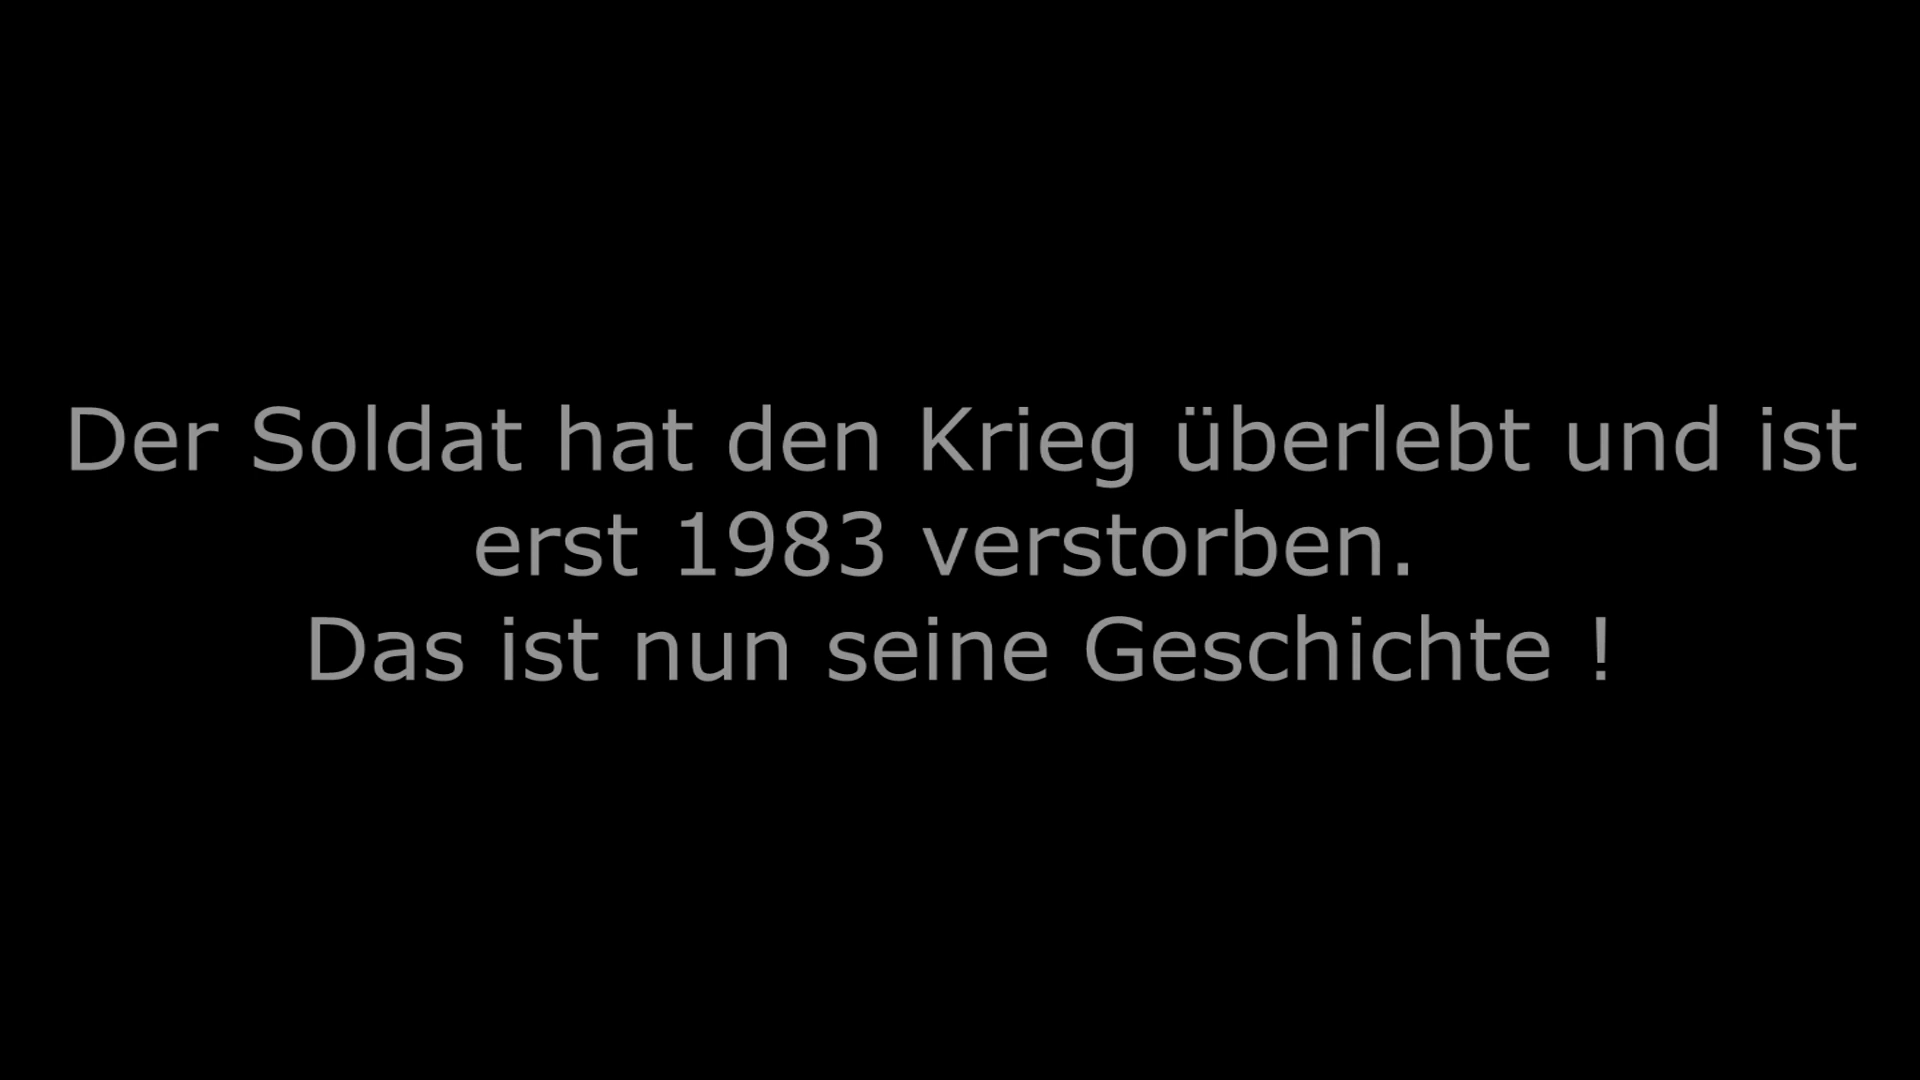 Der Soldat hat den Krieg überlebt und ist
erst 1983 verstorben.
Das ist nun seine Geschichte !